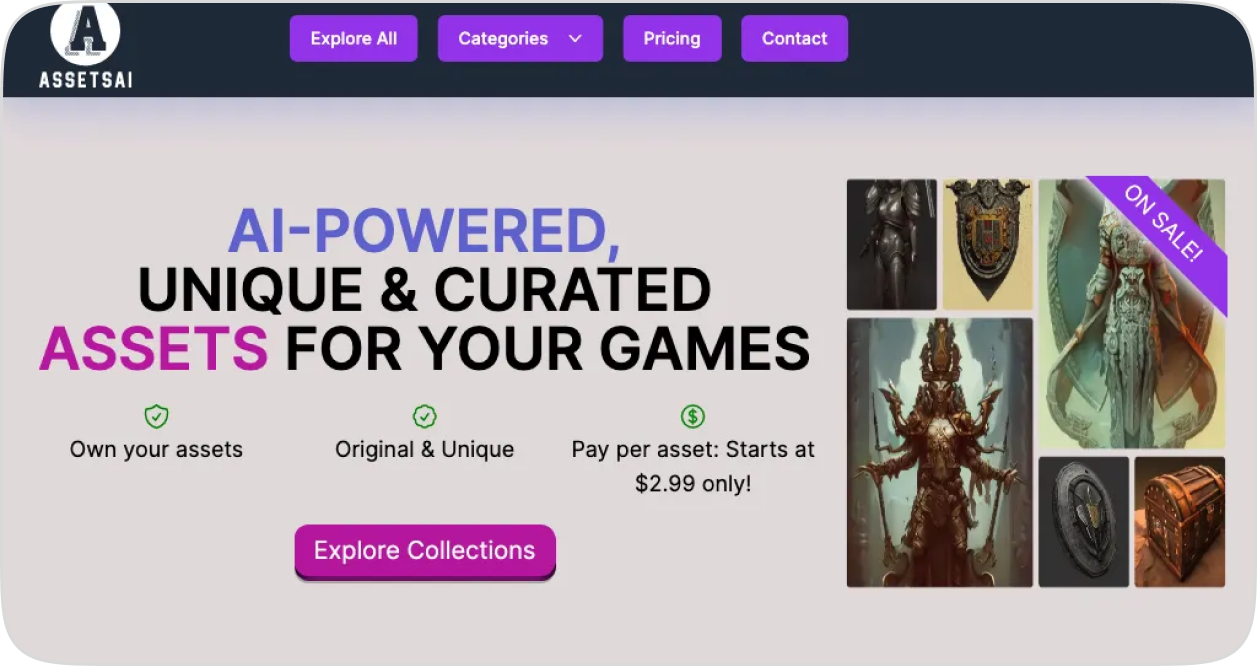 A
ASSETSAI
Explore All
Categories
Pricing
Contact
AI-POWERED,
UNIQUE & CURATED
ASSETS FOR YOUR GAMES
Own your assets
Original & Unique
Pay per asset: Starts at
$2.99 only!
Explore Collections
ON SALE!